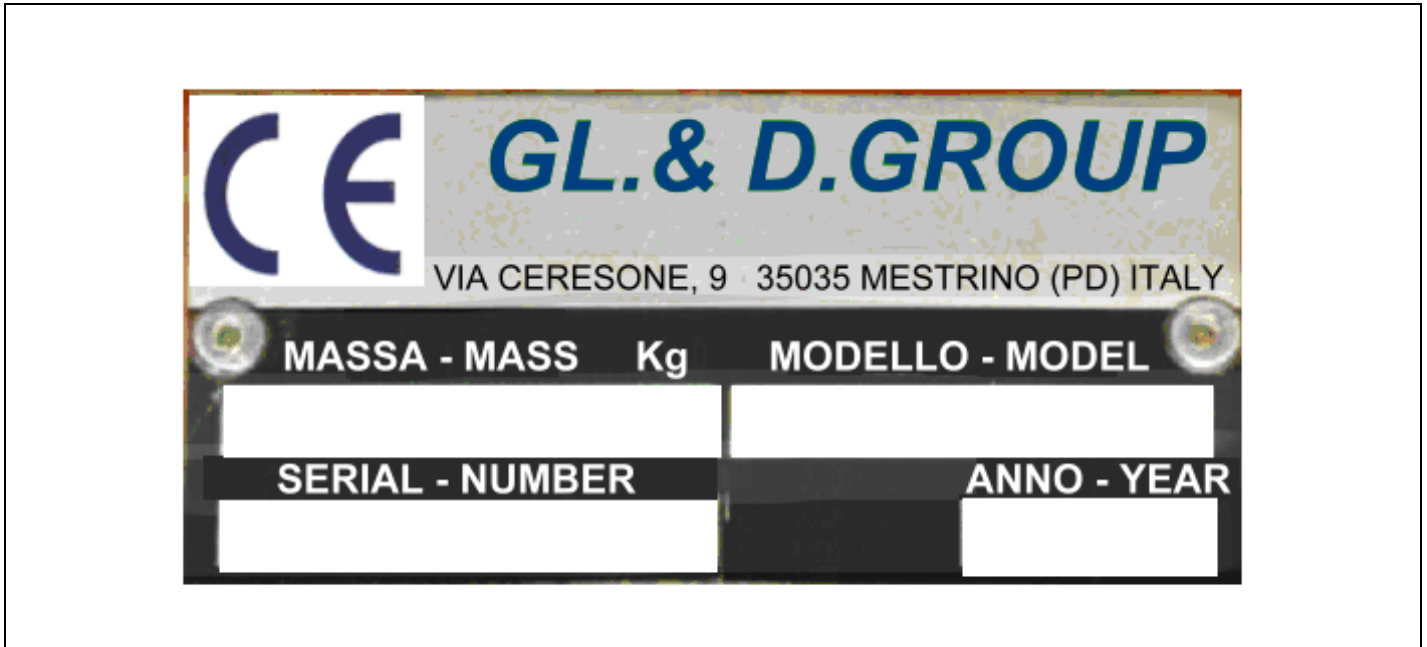 CE
GL.& D.GROUP
VIA CERESONE, 9 35035 MESTRINO (PD) ITALY
MASSA - MASS Kg MODELLO - MODEL
SERIAL - NUMBER ANNO - YEAR